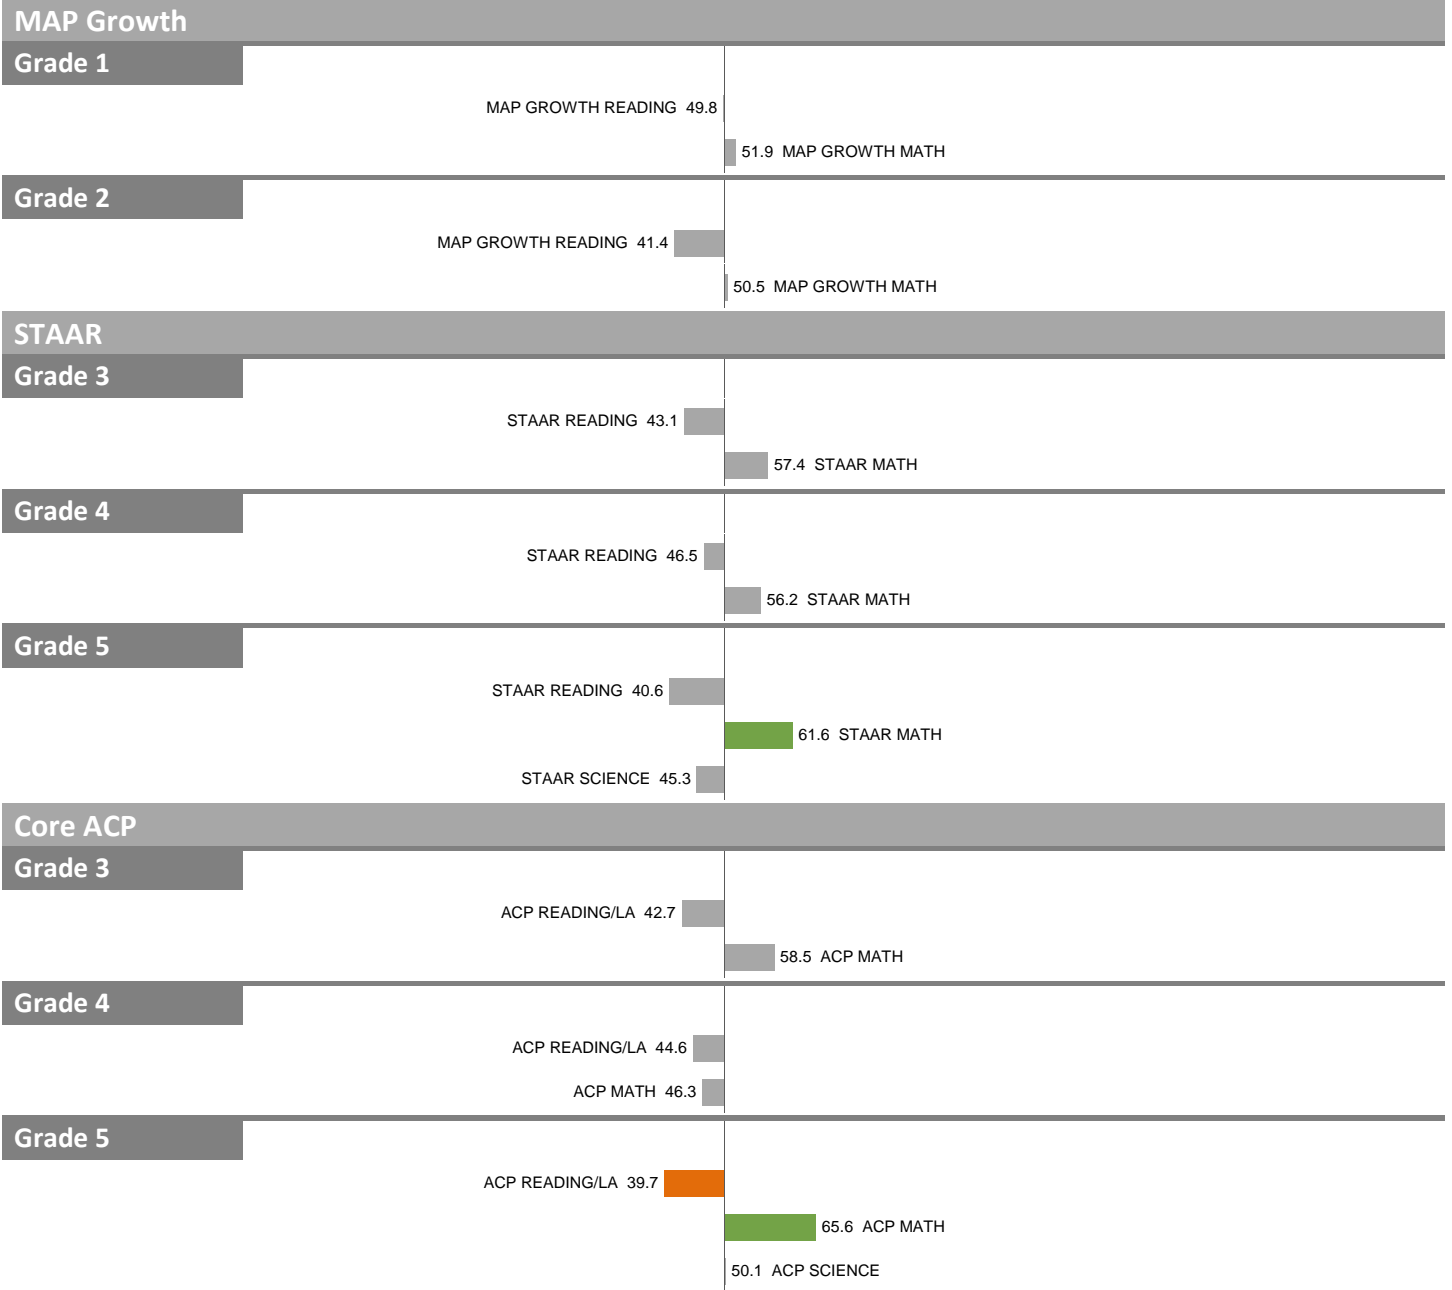 MAP Growth
Grade 1
MAP GROWTH READING 49.8
51.9 MAP GROWTH MATH
Grade 2
MAP GROWTH READING 41.4
50.5 MAP GROWTH MATH
STAAR
Grade 3
STAAR READING 43.1
57.4 STAAR MATH
Grade 4
STAAR READING 46.5
56.2 STAAR MATH
Grade 5
STAAR READING 40.6
61.6 STAAR MATH
STAAR SCIENCE 45.3
Core ACP
Grade 3
ACP READING/LA 42.7
58.5 ACP MATH
Grade 4
ACP READING/LA 44.6
ACP MATH 46.3
Grade 5
ACP READING/LA 39.7
65.6 ACP MATH
50.1 ACP SCIENCE